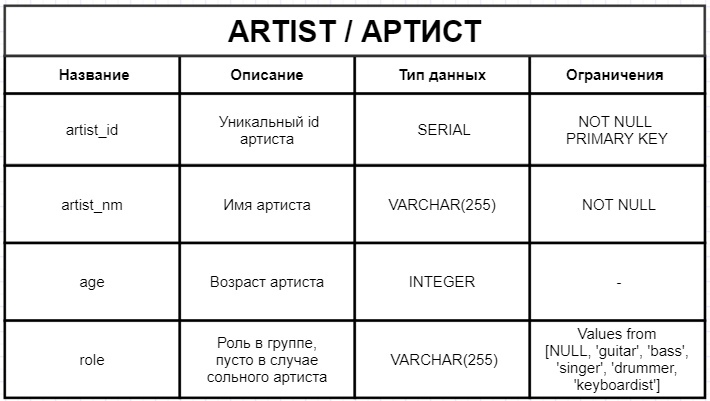 ARTIST / АРТИСТ
Название
Описание
Тип данных
Ограничения
artist_id
Уникальный id
артиста
SERIAL
NOT NULL
PRIMARY KEY
artist_nm
Имя артиста
VARCHAR(255)
NOT NULL
age
Возраст артиста
INTEGER
-
role
Роль в группе,
пусто в случае
сольного артиста
VARCHAR(255)
Values from
[NULL, 'guitar', 'bass',
'singer', 'drummer,
'keyboardist']